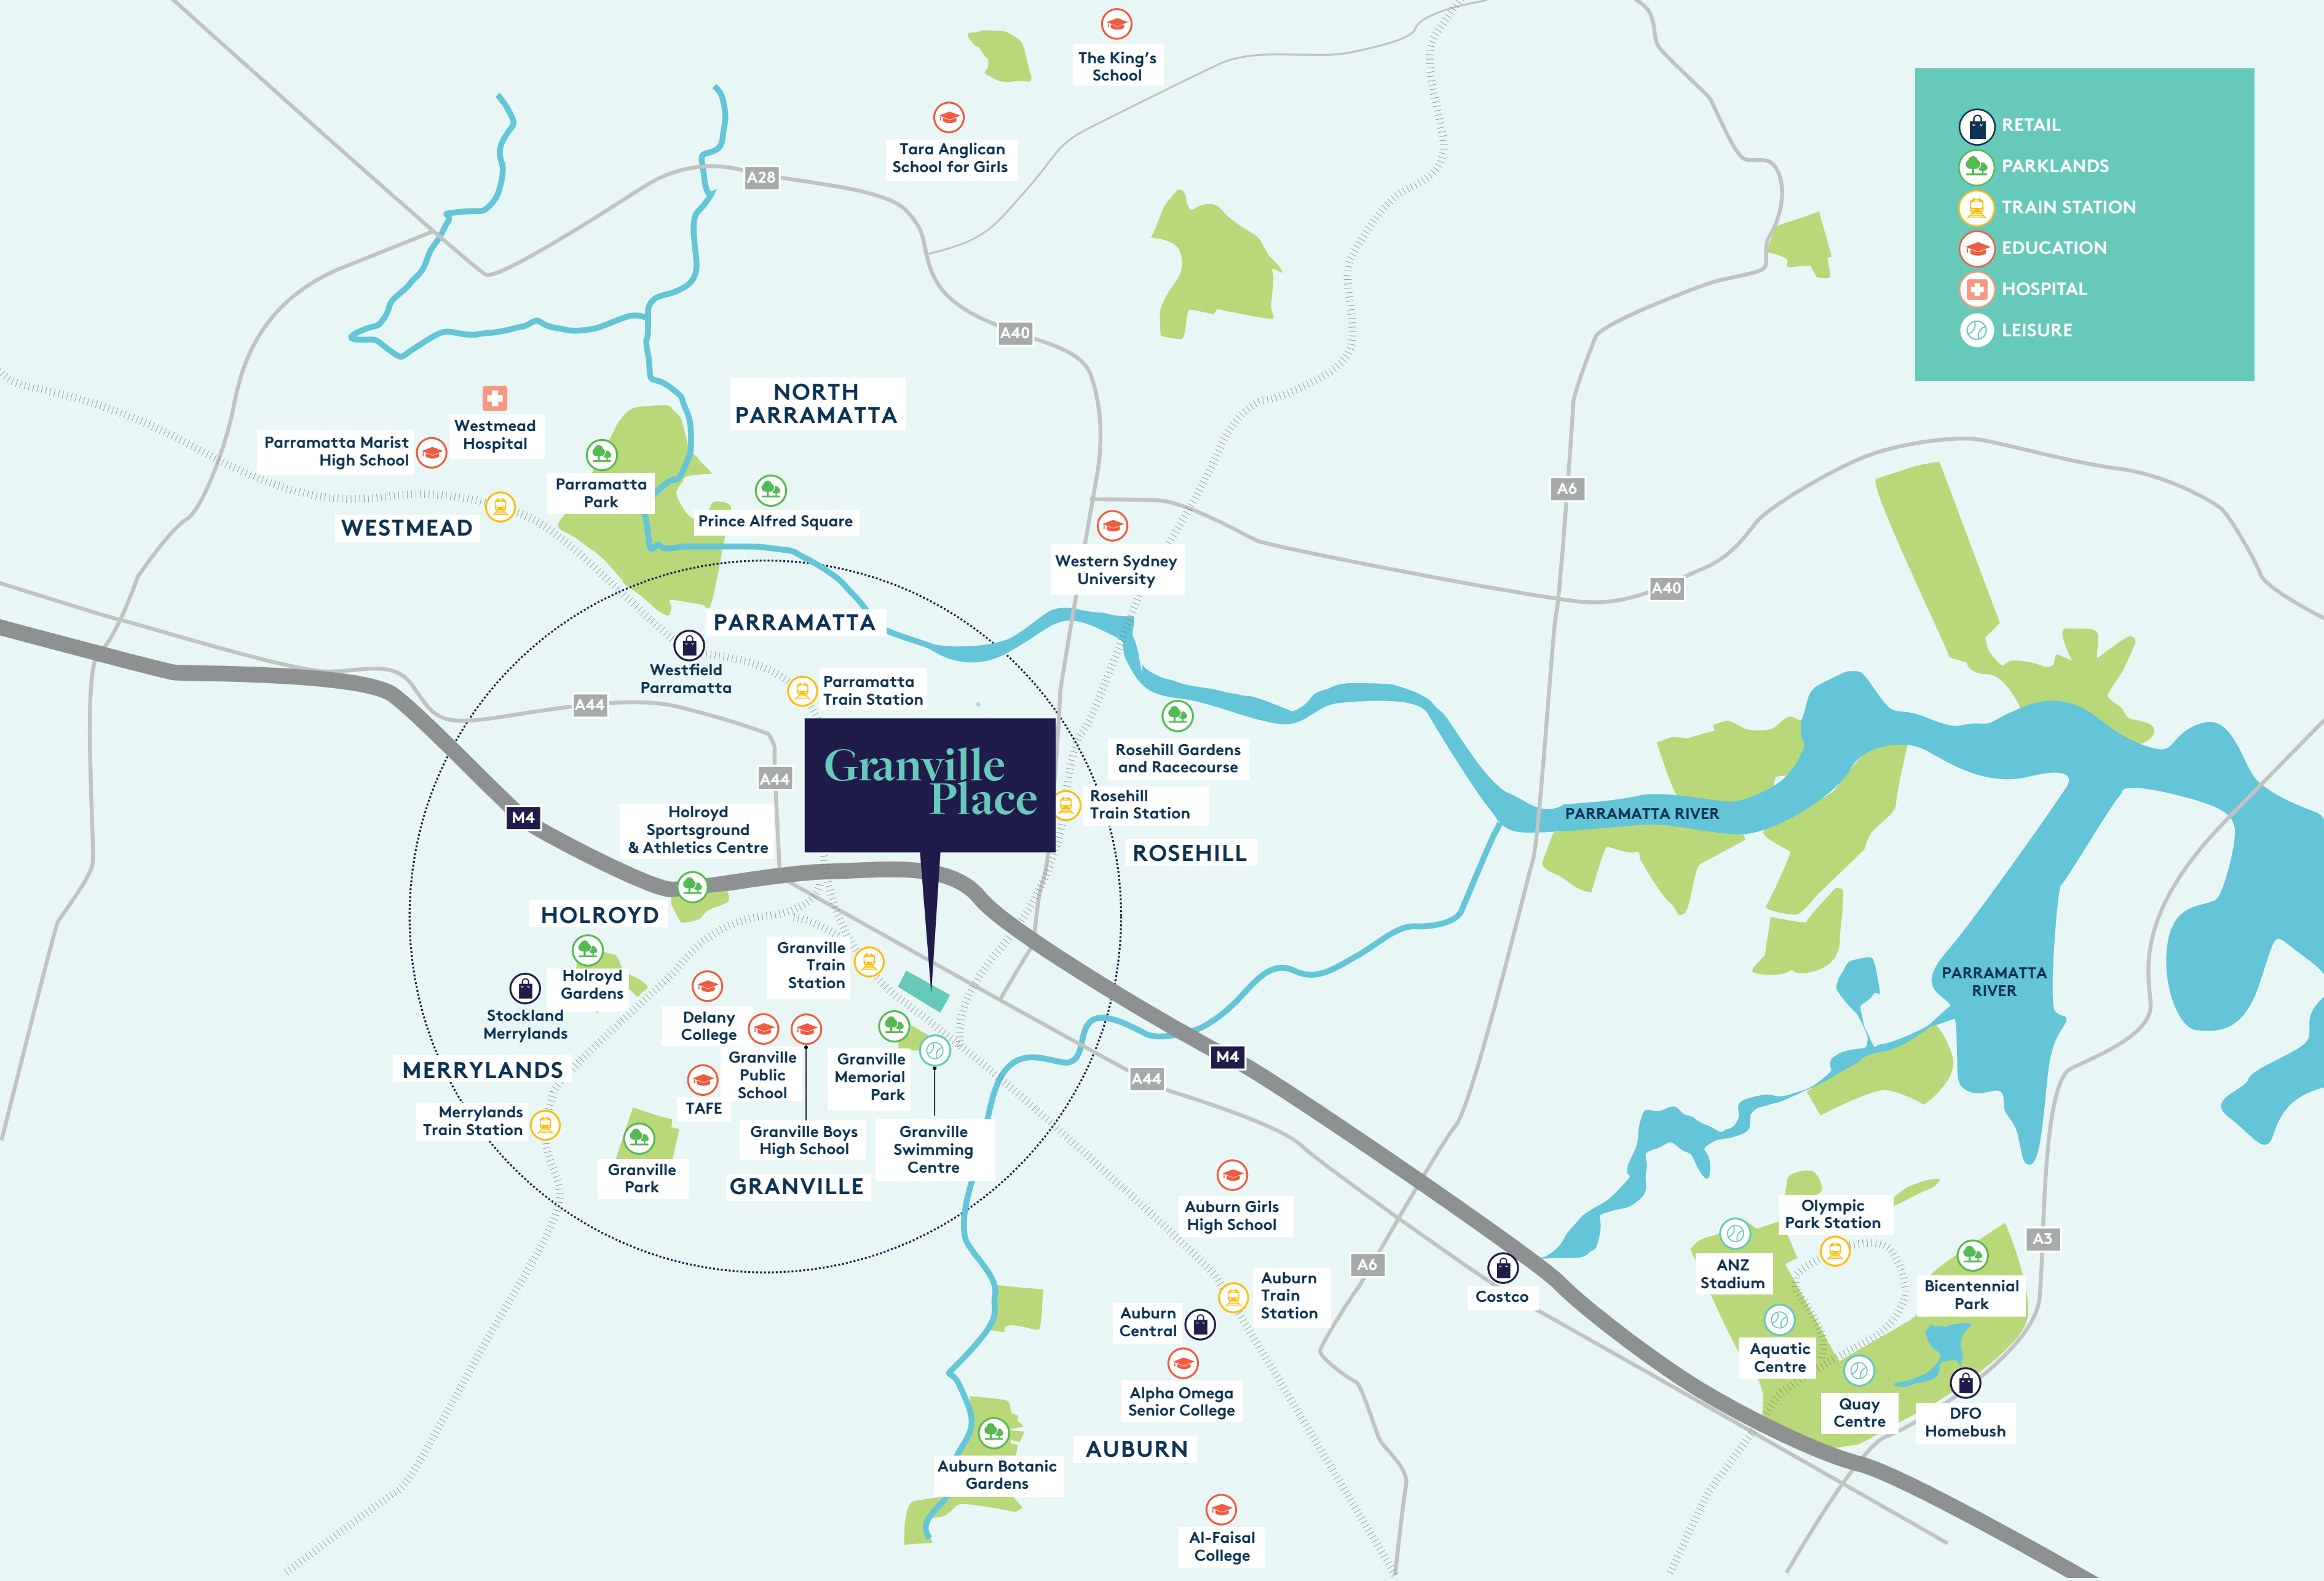 The King's
School
Tara Anglican
School for Girls
A28
RETAIL
PARKLANDS
TRAIN STATION
EDUCATION
HOSPITAL
LEISURE
A40
NORTH
PARRAMATTA
Westmead
Hospital
Parramatta Marist
High School
Parramatta
Park
Prince Alfred Square
WESTMEAD
A6
Western Sydney
University
A40
PARRAMATTA
Westfield
Parramatta
Parramatta
Train Station
A44
A44
Granville
Place
Rosehill Gardens
and Racecourse
Rosehill
Train Station
ROSEHILL
PARRAMATTA RIVER
M4
Holroyd
Sportsground
& Athletics Centre
HOLROYD
Granville
Train
Station
Holroyd
Gardens
Stockland
Merrylands
Delany
College
Granville
Public
School
Granville
Memorial
Park
PARRAMATTA
RIVER
MERRYLANDS
M4
A44
TAFE
Merrylands
Train Station
Granville Boys
High School
Granville
Swimming
Centre
Granville
Park
GRANVILLE
Auburn Girls
High School
Olympic
Park Station
A3
A6
ANZ
Stadium
Bicentennial
Park
Auburn
Train
Station
Costco
Auburn
Central
Aquatic
Centre
Alpha Omega
Senior College
Quay
Centre
DFO
Homebush
AUBURN
Auburn Botanic
Gardens
Al-Faisal
College